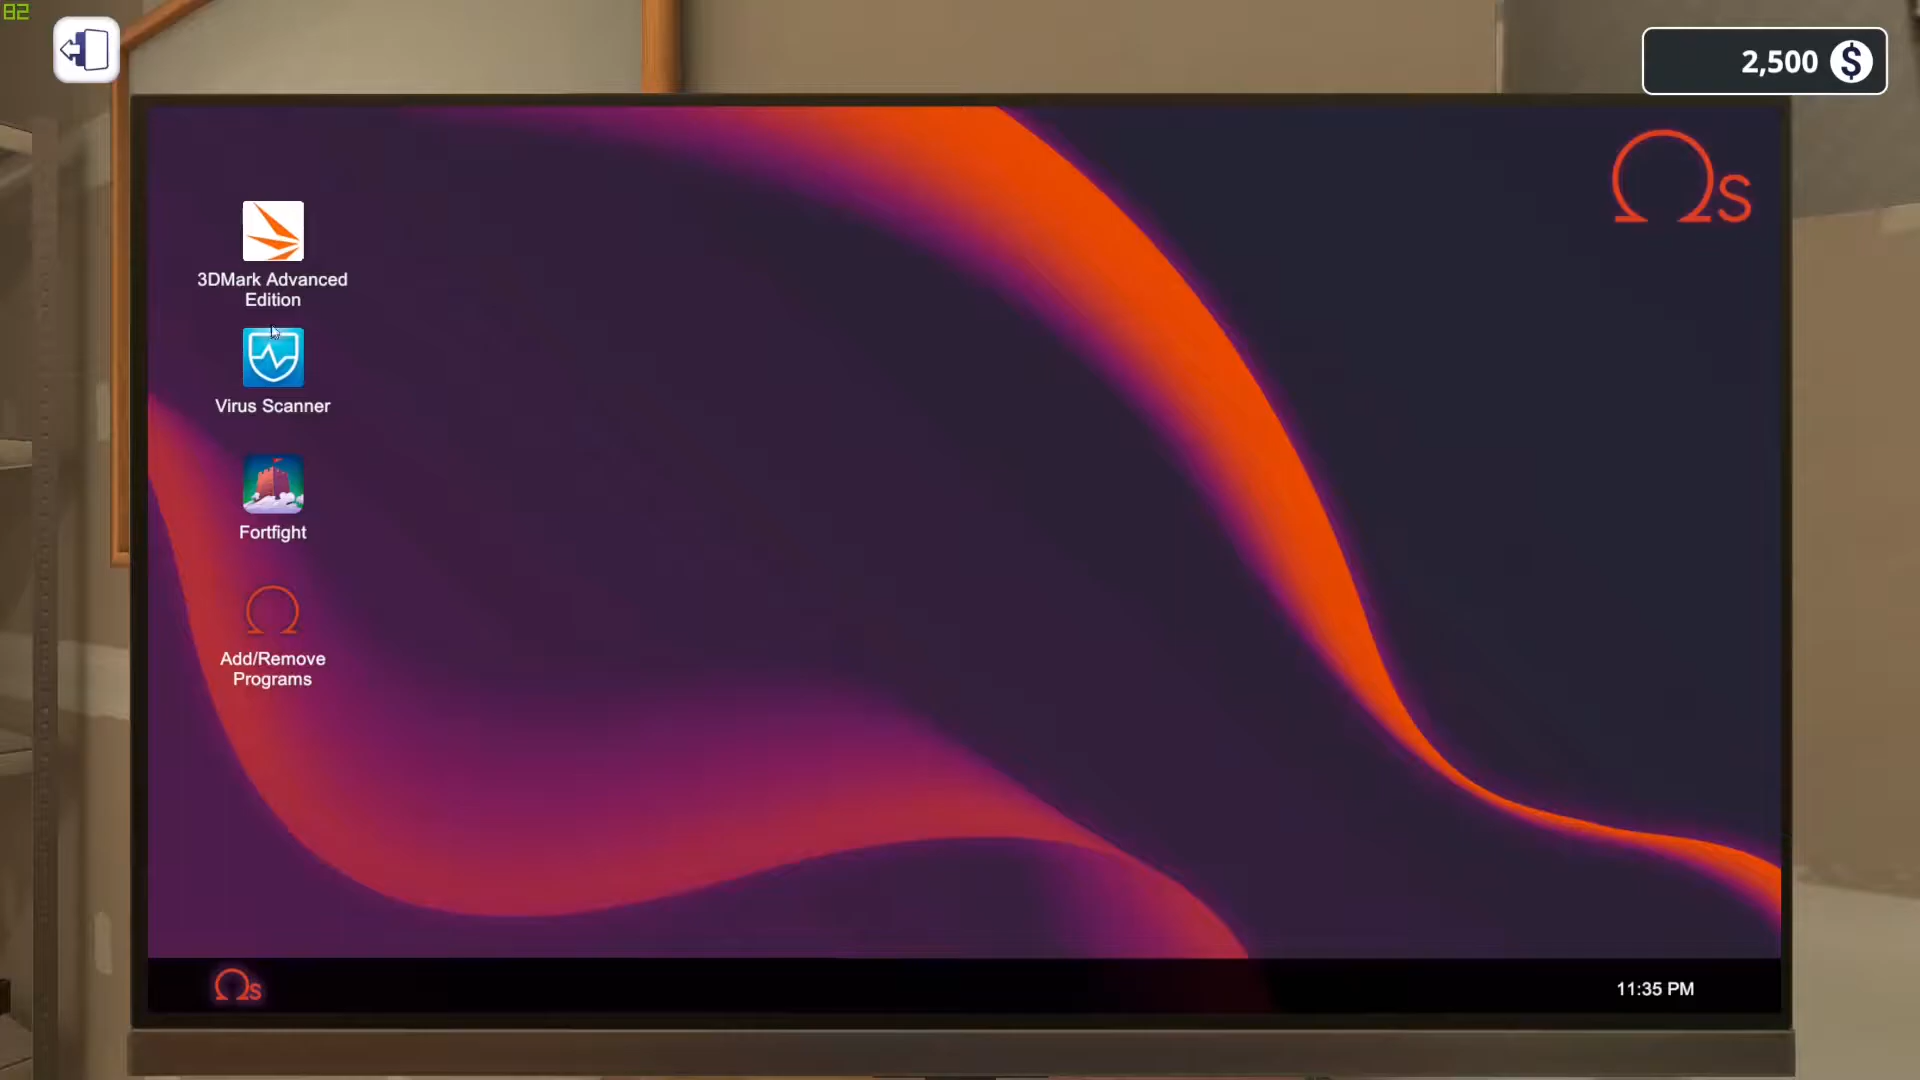 82
2,500
Ωs
3DMark Advanced
Edition
Virus Scanner
Fortfight
Add/Remove
Programs
Ωs
11:35 PM